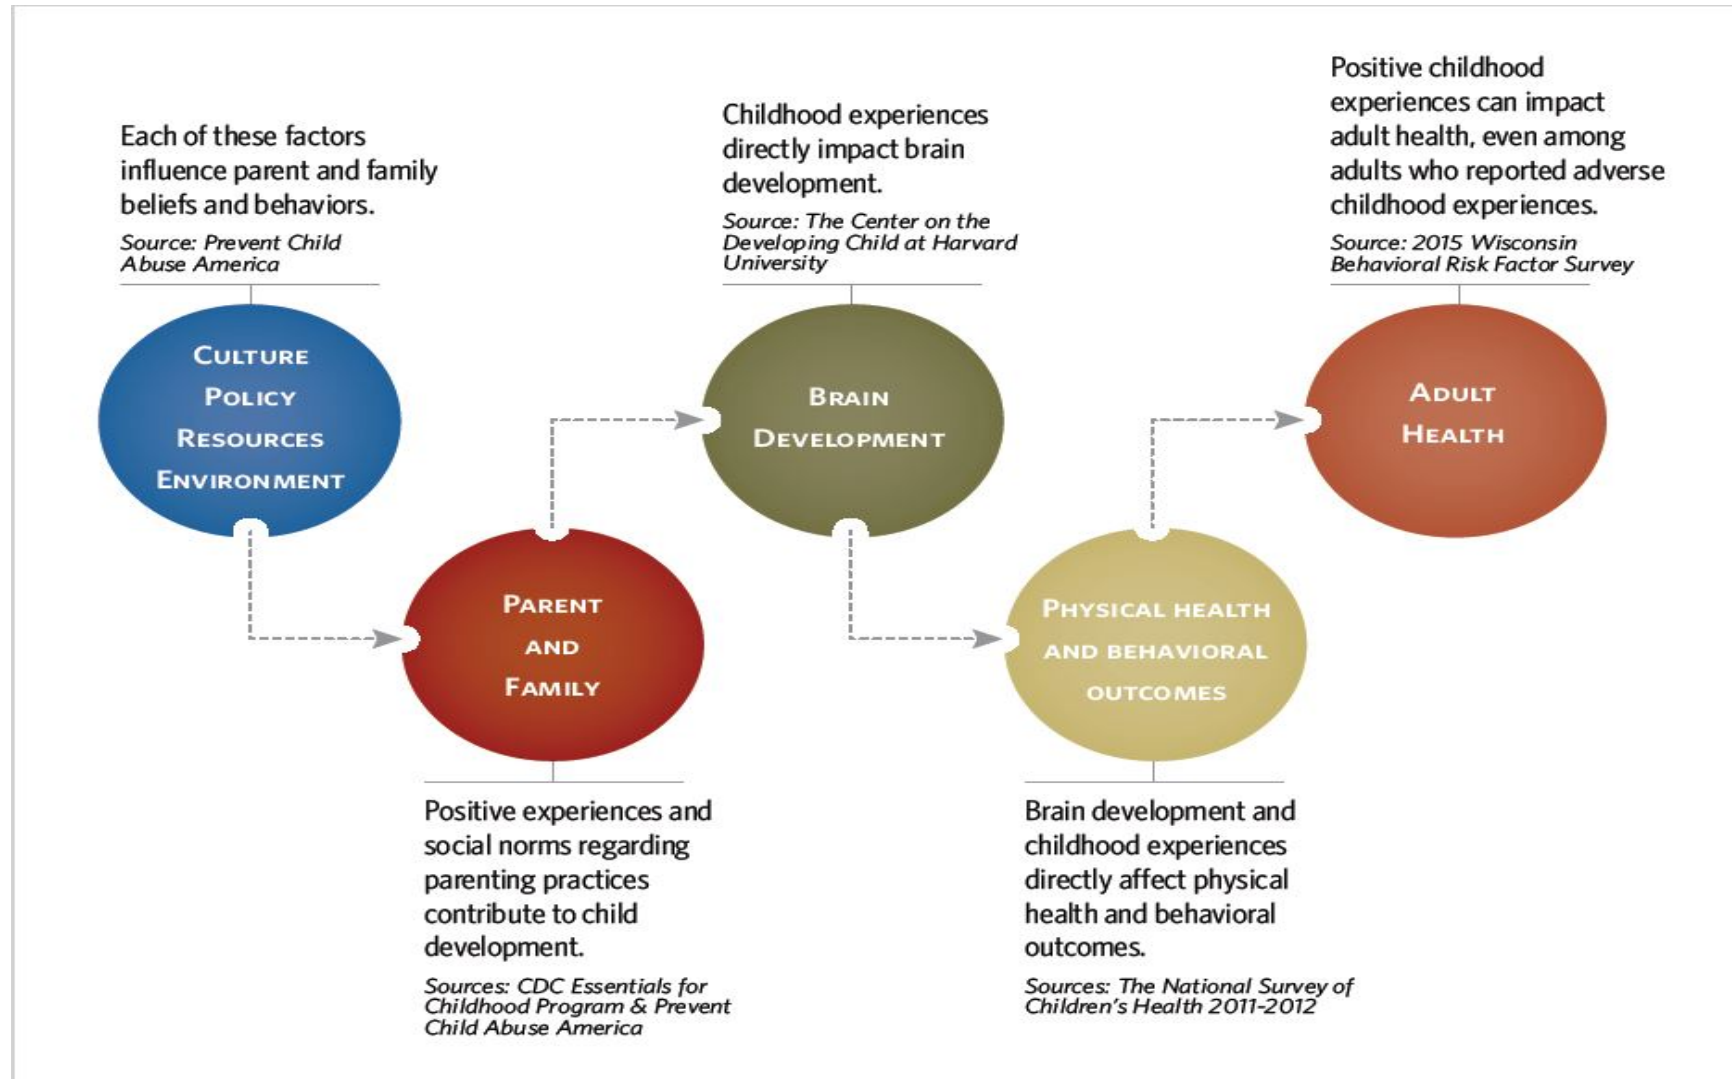 Each of these factors
influence parent and family
beliefs and behaviors.
Source: Prevent Child
Abuse America
CULTURE
POLICY
RESOURCES
ENVIRONMENT
PARENT
AND
FAMILY
Positive experiences and
social norms regarding
parenting practices
contribute to child
development.
Sources: CDC Essentials for
Childhood Program & Prevent
Child Abuse America
Childhood experiences
directly impact brain
development.
Source: The Center on the
Developing Child at Harvard
University
BRAIN
DEVELOPMENT
PHYSICAL HEALTH
AND BEHAVIORAL
OUTCOMES
Brain development and
childhood experiences
directly affect physical
health and behavioral
outcomes.
Sources: The National Survey of
Children's Health 2011-2012
Positive childhood
experiences can impact
adult health, even among
adults who reported adverse
childhood experiences.
Source: 2015 Wisconsin
Behavioral Risk Factor Survey
ADULT
HEALTH